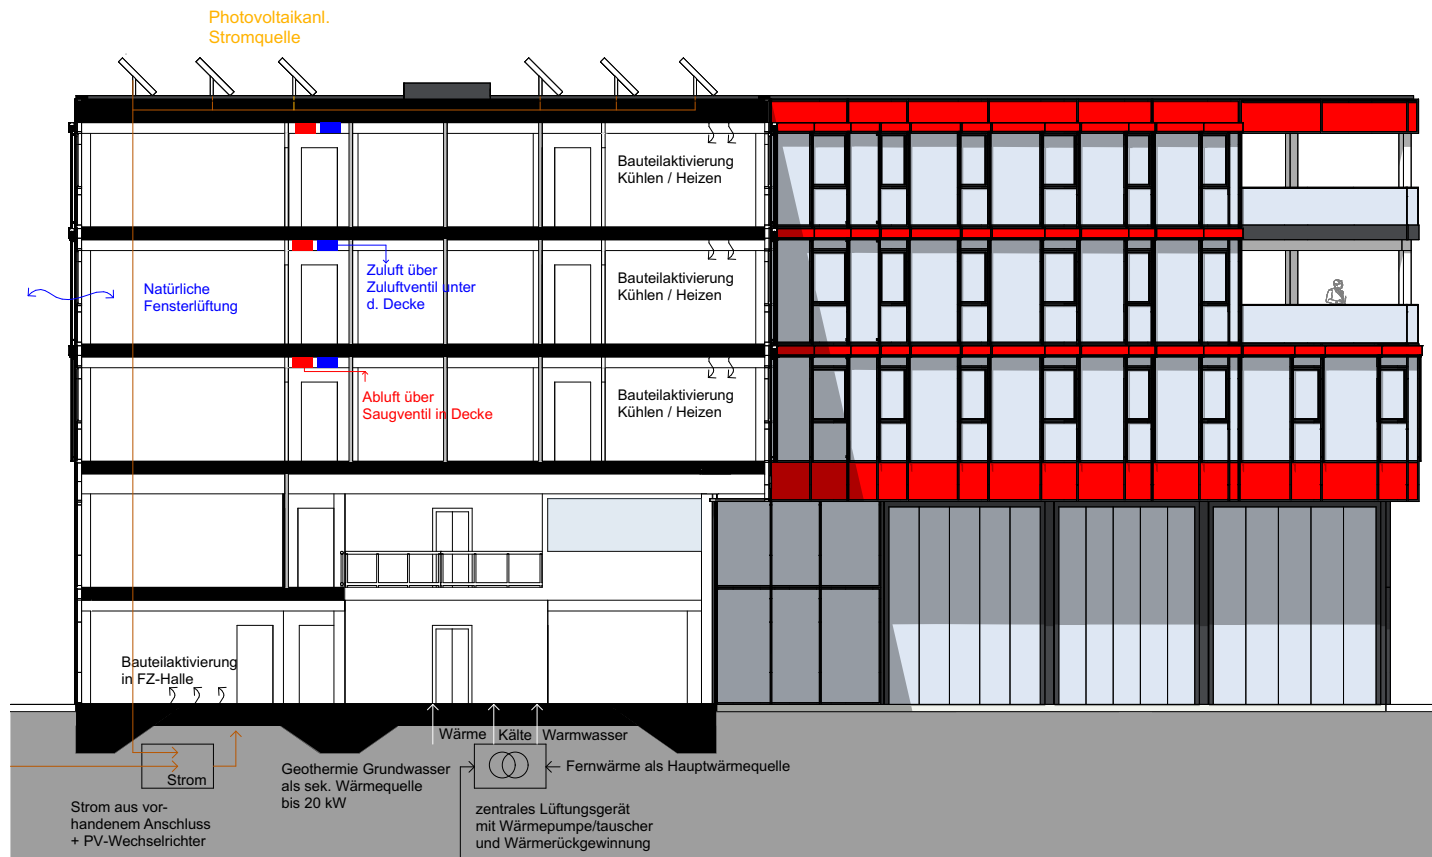 Photovoltaikanl.
Stromquelle
Bauteilaktivierung
Kühlen / Heizen
Natürliche
Fensterlüftung
Zuluft über
Zuluftventil unter
d. Decke
Bauteilaktivierung
Kühlen / Heizen
Abluft über
Saugventil in Decke
Bauteilaktivierung
Kühlen / Heizen
Bauteilaktivierung
in FZ-Halle
Wärme
Kälte
Warmwasser
Strom
Geothermie Grundwasser
als sek. Wärmequelle
bis 20 kW
Fernwärme als Hauptwärmequelle
Strom aus vor-
handenem Anschluss
+ PV-Wechselrichter
zentrales Lüftungsgerät
mit Wärmepumpe/tauscher
und Wärmerückgewinnung